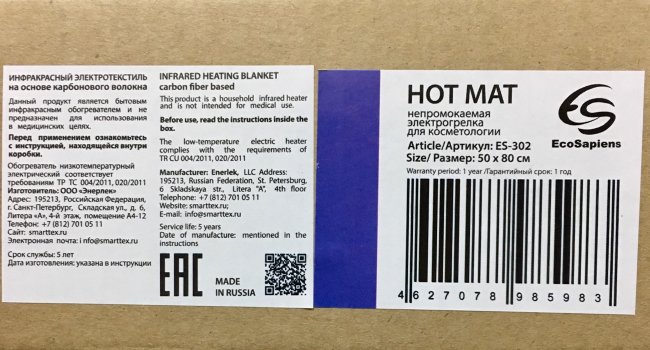 ИНФРАКРАСНЫЙ ЭЛЕКТРОТЕКСТИЛЬ
на основе карбонового волокна
Данный продукт является бытовым
инфракрасным обогревателем и не
предназначен для использования
в медицинских целях.
Перед применением ознакомьтесь
с инструкцией, находящейся внутри
коробки.
Обогреватель низкотемпературный
электрический соответствует
требованиям ТР ТС 004/2011, 020/2011
Изготовитель: ООО «Энерлек»
Адрес: 195213, Российская Федерация,
г. Санкт-Петербург, Складская ул., д. 6,
Литера «А», 4-й этаж, помещение А4-12
Телефон: +7 (812) 701 05 11
Сайт: smarttex.ru
Электронная почта: i nfo@smarttex.ru
Срок службы: 5 лет
Дата изготовления: указана в инструкции
INFRARED HEATING BLANKET
carbon fiber based
This product is a household infrared heater
and is not intended for medical use.
Before use, read the instructions inside the
box.
The low-temperature electric heater
complies with the requirements of
TR CU 004/2011, 020/2011
Manufacturer: Enerlek, LLC Address:
195213, Russian Federation, St. Petersburg,
6 Skladskaya str., Litera "A", 4th floor
Telephone: +7 (812) 701 05 11
Website: smarttex.ru;
E-mail: info@smarttex.ru
Service life: 5 years
Date of manufacture: mentioned in the
instructions
EAC
MADE
IN RUSSIA
HOT MAT
непромокаемая
электрогрелка
для косметологии
Article/Артикул: ES-302
Size/ Размер: 50 x 80 см
Warranty period: 1 year /Гарантийный срок: 1 год
ES
EcoSapiens
4 627078 985983